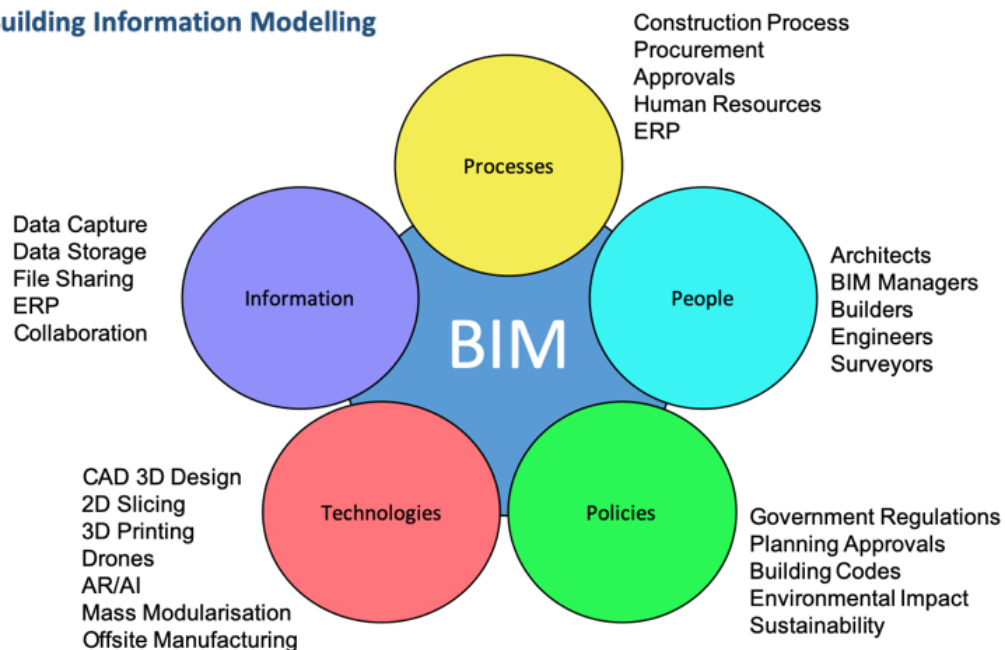 uilding Information Modelling
Construction Process
Procurement
Approvals
Human Resources
ERP
Processes
Data Capture
Data Storage
File Sharing
ERP
Collaboration
Information
BIM
People
Architects
BIM Managers
Builders
Engineers
Surveyors
CAD 3D Design
2D Slicing
3D Printing
Drones
AR/AI
Mass Modularisation
Offsite Manufacturing
Technologies
Policies
Government Regulations
Planning Approvals
Building Codes
Environmental Impact
Sustainability